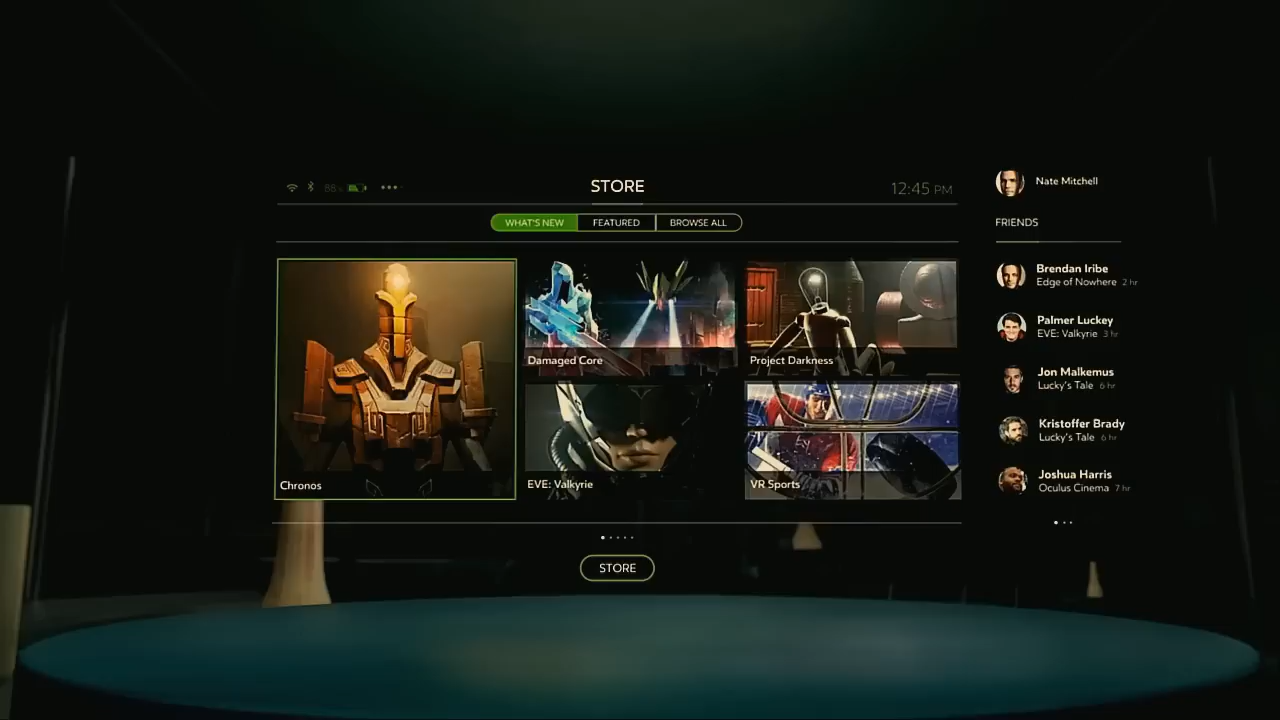 86%
STORE
12:45 PM
WHAT'S NEW
FEATURED
BROWSE ALL
Chronos
Damaged Core
Project Darkness
EVE: Valkyrie
VR Sports
STORE
Nate Mitchell
FRIENDS
Brendan Iribe
Edge of Nowhere 2 hr
Palmer Luckey
EVE: Valkyrie 3 hr
Jon Malkemus
Lucky's Tale 6 hr
Kristoffer Brady
Lucky's Tale 6 hr
Joshua Harris
Oculus Cinema 7 hr